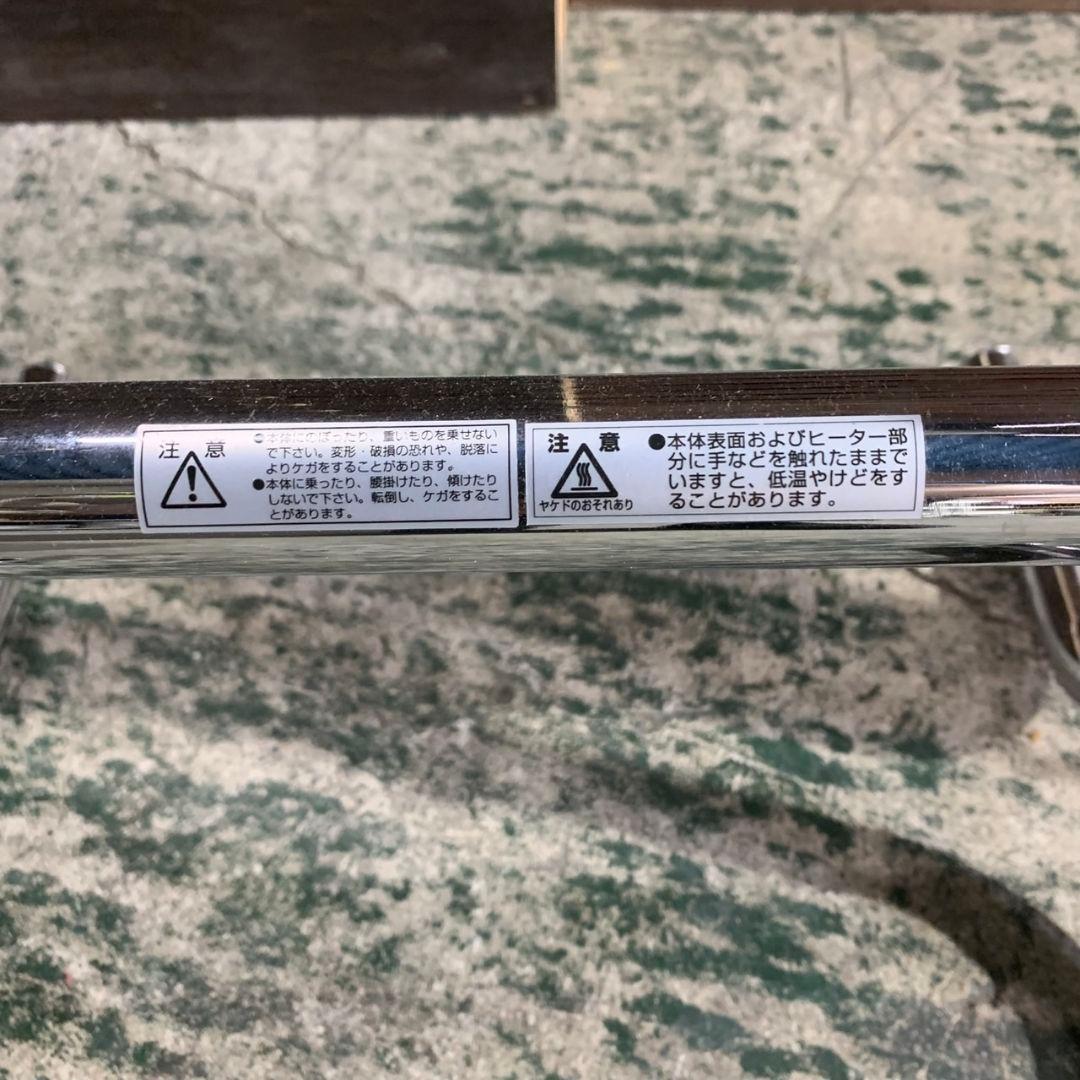 注 意
●本体にのぼったり、重いものを乗せない
で下さい。変形・破損の恐れや、脱落に
よりケガをすることがあります。
●本体に乗ったり、腰掛けたり、傾けたり
しないで下さい。転倒し、ケガをするこ
とがあります。
注 意
ヤケドのおそれあり
●本体表面およびヒーター部
分に手などを触れたままで
いますと、低温やけどをす
ることがあります。